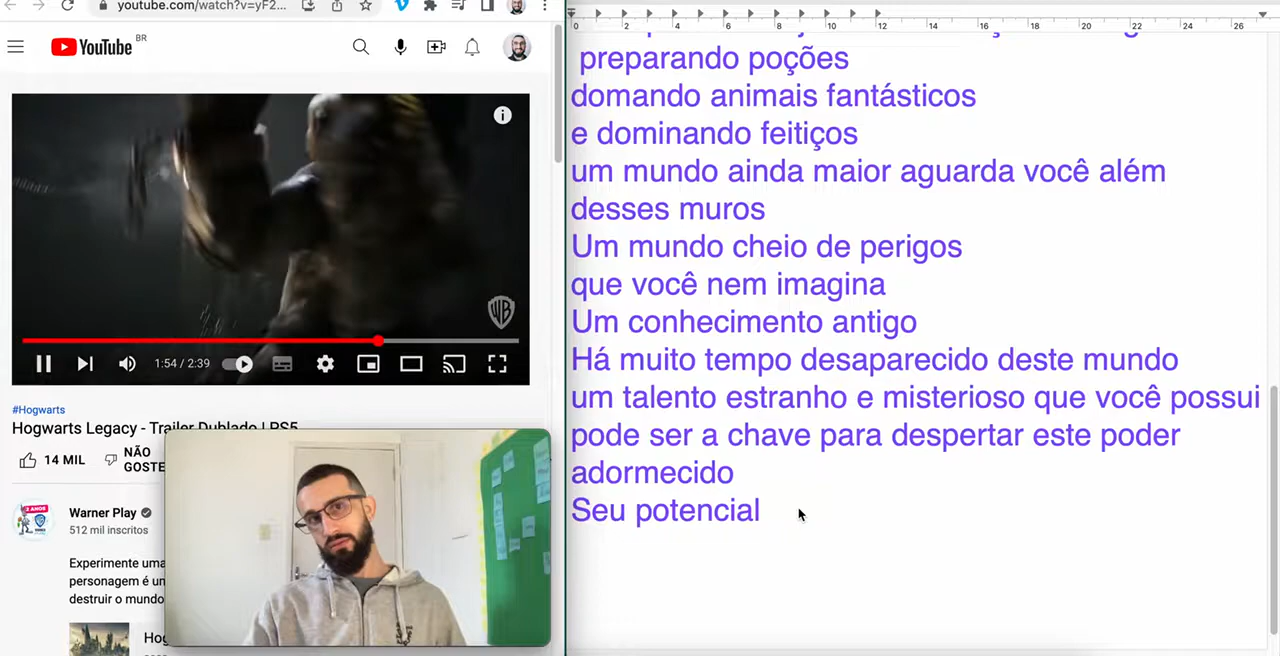 youtube.com/watch?v=yF2...
YouTube BR
WB
1:54 / 2:39
#Hogwarts
Hogwarts Legacy - Trailer Dublado | PS5
14 MIL
NÃO
GOSTE
Warner Play
512 mil inscritos
Experimente uma
personagem é un
destruir o mundo
Hog
0 2 4 6 8 10 12 14 16 18 20 22 24 26
preparando poções
domando animais fantásticos
e dominando feitiços
um mundo ainda maior aguarda você além
desses muros
Um mundo cheio de perigos
que você nem imagina
Um conhecimento antigo
Há muito tempo desaparecido deste mundo
um talento estranho e misterioso que você possui
pode ser a chave para despertar este poder
adormecido
Seu potencial